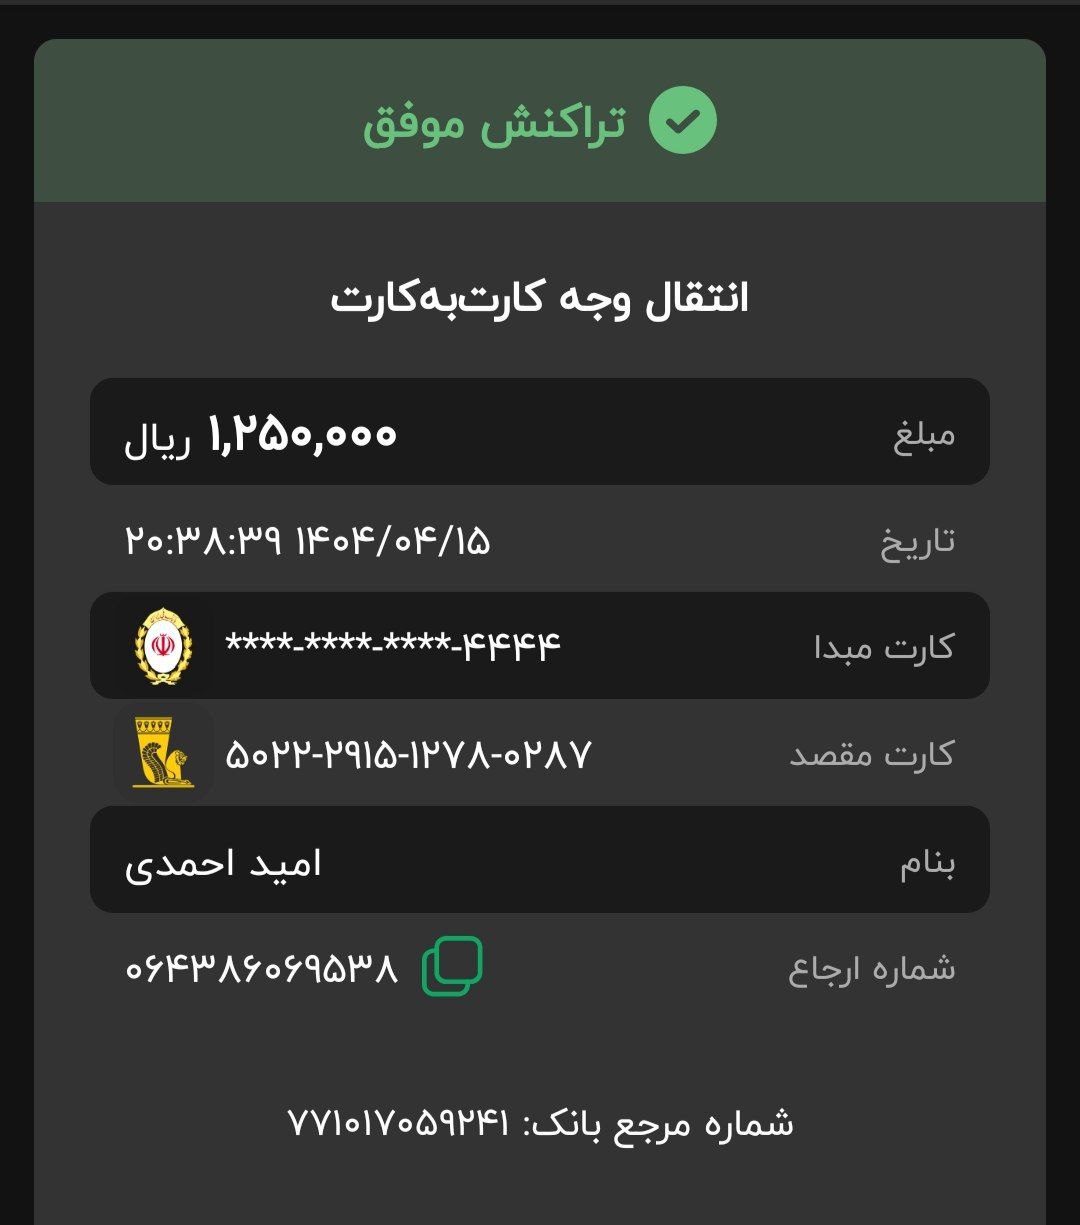 تراکنش موفق
انتقال وجه کارت‌به‌کارت
مبلغ ۱,۲۵۰,۰۰۰ ریال
تاریخ ۱۴۰۴/۰۴/۱۵ ۲۰:۳۸:۳۹
کارت مبدا ****-****-****-۴۴۴۴
کارت مقصد ۵۰۲۲-۲۹۱۵-۱۲۷۸-۰۲۸۷
بنام امید احمدی
شماره ارجاع ۰۶۴۳۸۶۰۶۹۵۳۸
شماره مرجع بانک: ۷۷۱۰۱۷۰۵۹۲۴۱